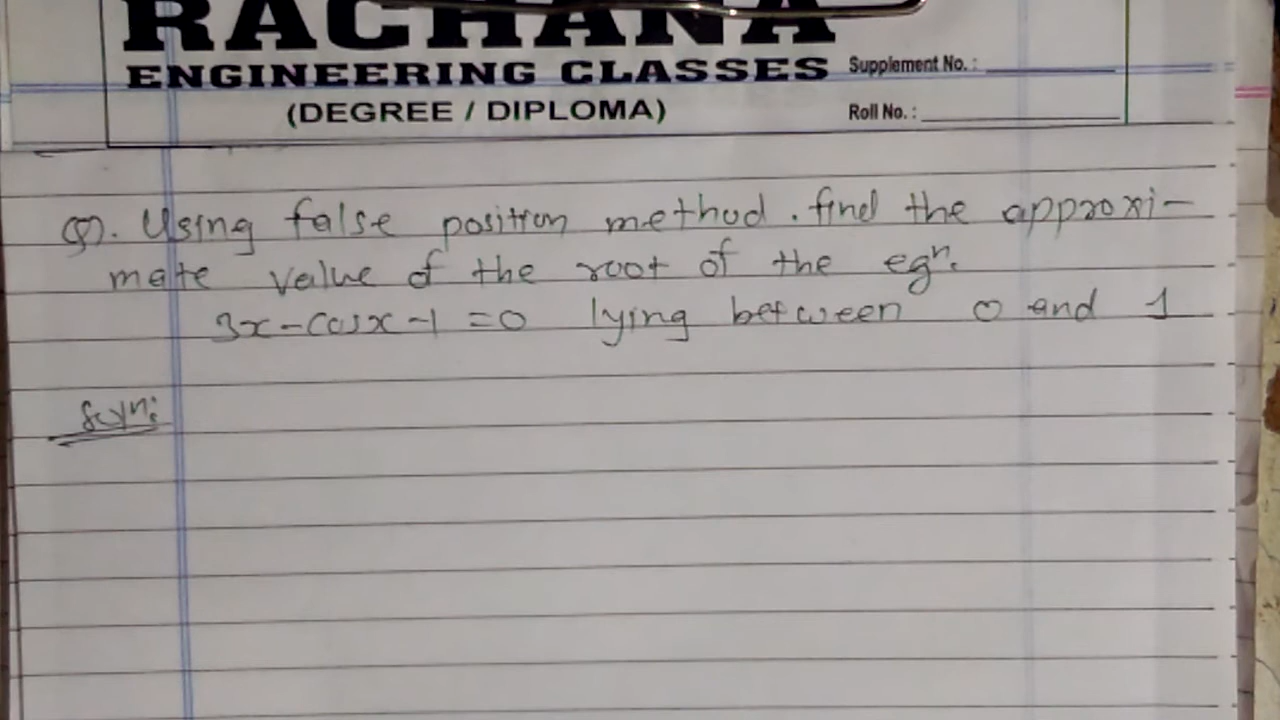 RACHANA
ENGINEERING CLASSES Supplement No. :
(DEGREE / DIPLOMA) Roll No. :
Q. Using false position method . find the approxi-
mate value of the root of the eqn.
3x-cosx-1 =0 lying between 0 and 1
Soln: